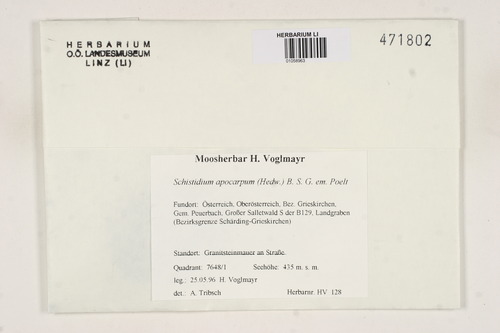 HERBARIUM
O.Ö. LANDESMUSEUM
LINZ (LI)
HERBARIUM LI
471802
Moosherbar H. Voglmayr
Schistidium apocarpum (Hedw.) B. S. G. em. Poelt
Fundort: Österreich, Oberösterreich, Bez. Grieskirchen,
Gem. Peuerbach, Großer Salletwald S der B129, Landgraben
(Bezirksgrenze Schärding-Grieskirchen)
Standort: Granitsteinmauer an Straße.
Quadrant: 7648/1 Seehöhe: 435 m. s. m.
leg.: 25.05.96 H. Voglmayr
det.: A. Tribsch Herbarnr. HV 128